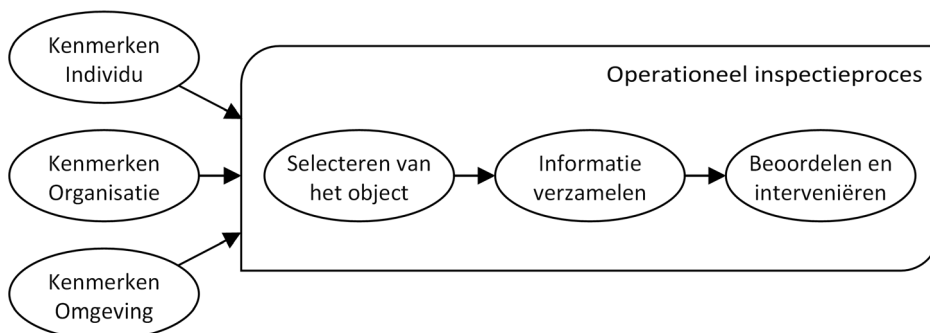 Kenmerken
Individu
Operationeel inspectieproces
Kenmerken
Organisatie
Selecteren van
het object
Informatie
verzamelen
Beoordelen en
interveniëren
Kenmerken
Omgeving